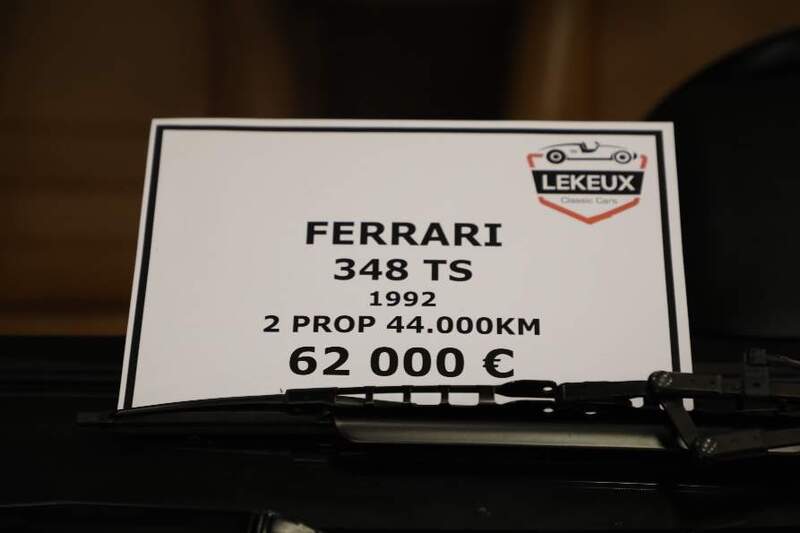 LEKEUX
Classic Cars
FERRARI
348 TS
1992
2 PROP 44.000KM
62 000 €